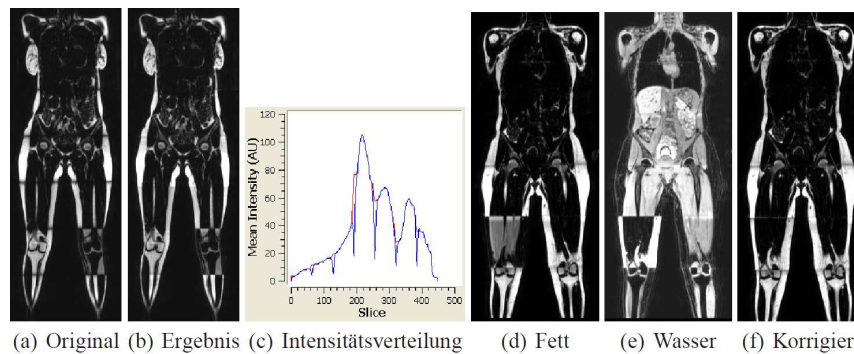 120
100
80
60
40
20
0
Mean Intensity (AU)
0 100 200 300 400 500
Slice
(a) Original (b) Ergebnis (c) Intensitätsverteilung (d) Fett (e) Wasser (f) Korrigier